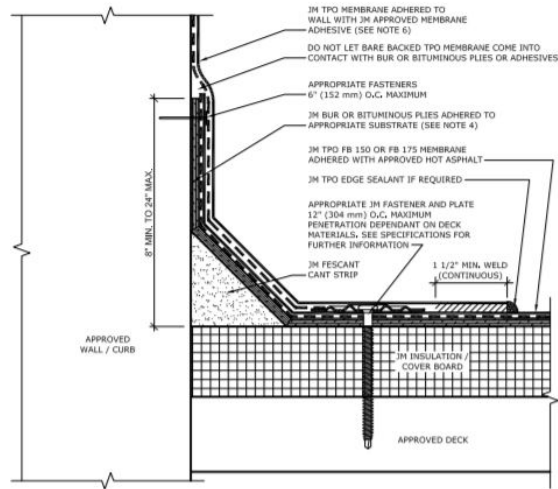 JM TPO MEMBRANE ADHERED TO
WALL WITH JM APPROVED MEMBRANE
ADHESIVE (SEE NOTE 6)
DO NOT LET BARE BACKED TPO MEMBRANE COME INTO
CONTACT WITH BUR OR BITUMINOUS PLIES OR ADHESIVES
APPROPRIATE FASTENERS
6" (152 mm) O.C. MAXIMUM
JM BUR OR BITUMINOUS PLIES ADHERED TO
APPROPRIATE SUBSTRATE (SEE NOTE 4)
JM TPO FB 150 OR FB 175 MEMBRANE
ADHERED WITH APPROVED HOT ASPHALT
JM TPO EDGE SEALANT IF REQUIRED
APPROPRIATE JM FASTENER AND PLATE
12" (304 mm) O.C. MAXIMUM
PENETRATION DEPENDANT ON DECK
MATERIALS. SEE SPECIFICATIONS FOR
FURTHER INFORMATION
1 1/2" MIN. WELD
(CONTINUOUS)
JM FESCANT
CANT STRIP
8" MIN. TO 24" MAX.
APPROVED
WALL / CURB
JM INSULATION /
COVER BOARD
APPROVED DECK